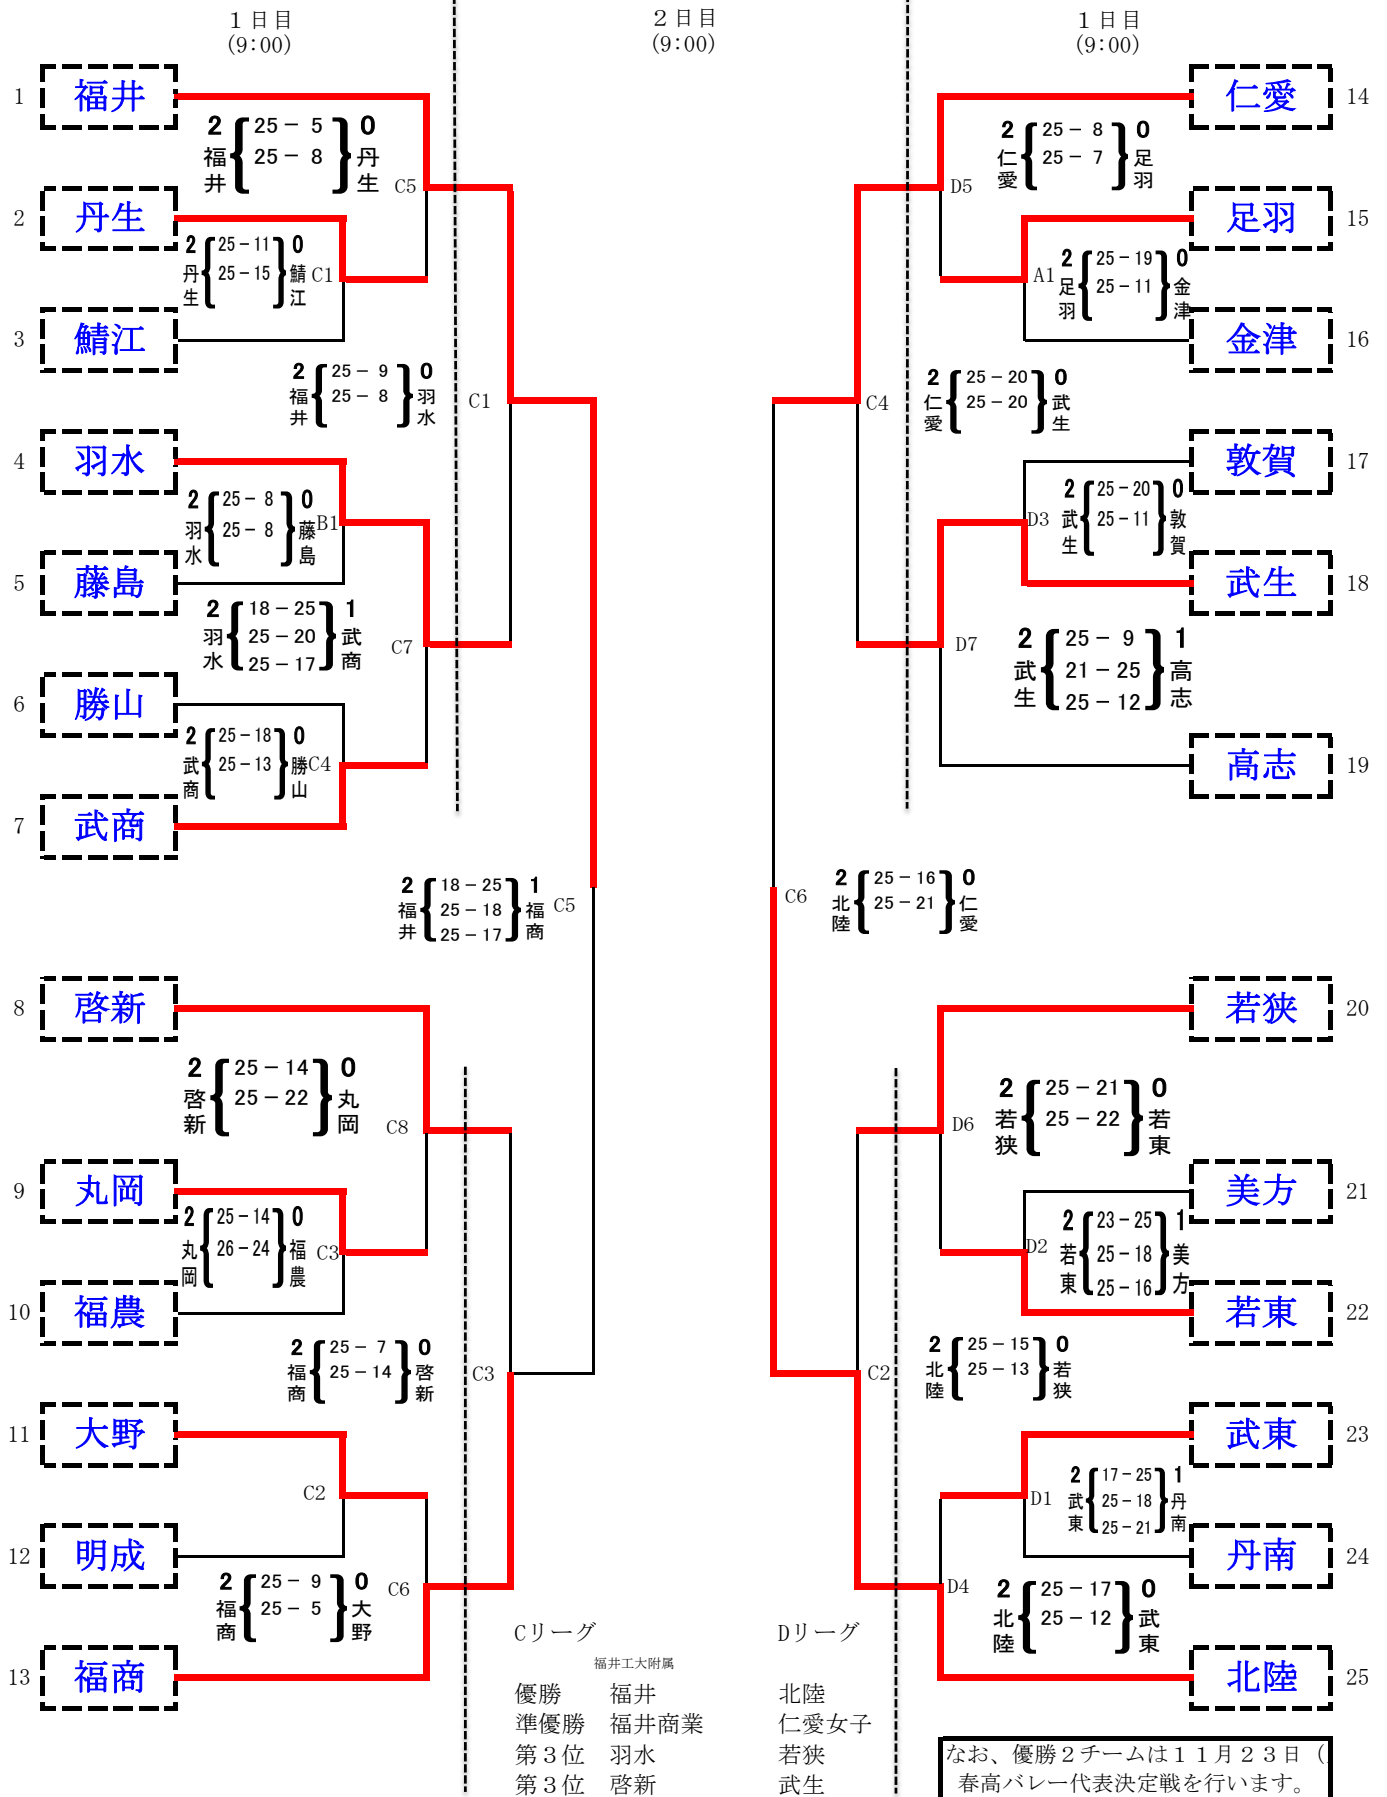 １日目
(9:00)
２日目
(9:00)
１日目
(9:00)
1 福井
2 福井 25－ 5 25－ 8 0 丹生
C5
2 丹生
2 丹生 25－11 25－15 0 鯖江
C1
3 鯖江
2 福井 25－ 9 25－ 8 0 羽水
C1
4 羽水
2 羽水 25－ 8 25－ 8 0 藤島
B1
5 藤島
2 羽水 18－25 25－20 25－17 1 武商
C7
6 勝山
2 武商 25－18 25－13 0 勝山
C4
7 武商
2 福井 18－25 25－18 25－17 1 福商
C5
8 啓新
2 啓新 25－14 25－22 0 丸岡
C8
9 丸岡
2 丸岡 25－14 26－24 0 福農
C3
10 福農
2 福商 25－ 7 25－14 0 啓新
C3
11 大野
C2
12 明成
2 福商 25－ 9 25－ 5 0 大野
C6
13 福商
仁愛 14
2 仁愛 25－ 8 25－ 7 0 足羽
D5
足羽 15
2 足羽 25－19 25－11 0 金津
A1
金津 16
2 仁愛 25－20 25－20 0 武生
C4
敦賀 17
2 武生 25－20 25－11 0 敦賀
D3
武生 18
2 武生 25－ 9 21－25 25－12 1 高志
D7
高志 19
2 北陸 25－16 25－21 0 仁愛
C6
若狭 20
2 若狭 25－21 25－22 0 若東
D6
美方 21
2 若東 23－25 25－18 25－16 1 美方
D2
若東 22
2 北陸 25－15 25－13 0 若狭
C2
武東 23
2 武東 17－25 25－18 25－21 1 丹南
D1
丹南 24
2 北陸 25－17 25－12 0 武東
D4
北陸 25
Cリーグ Dリーグ
福井工大附属
優勝 福井 北陸
準優勝 福井商業 仁愛女子
第３位 羽水 若狭
第３位 啓新 武生
なお、優勝２チームは１１月２３日（
春高バレー代表決定戦を行います。